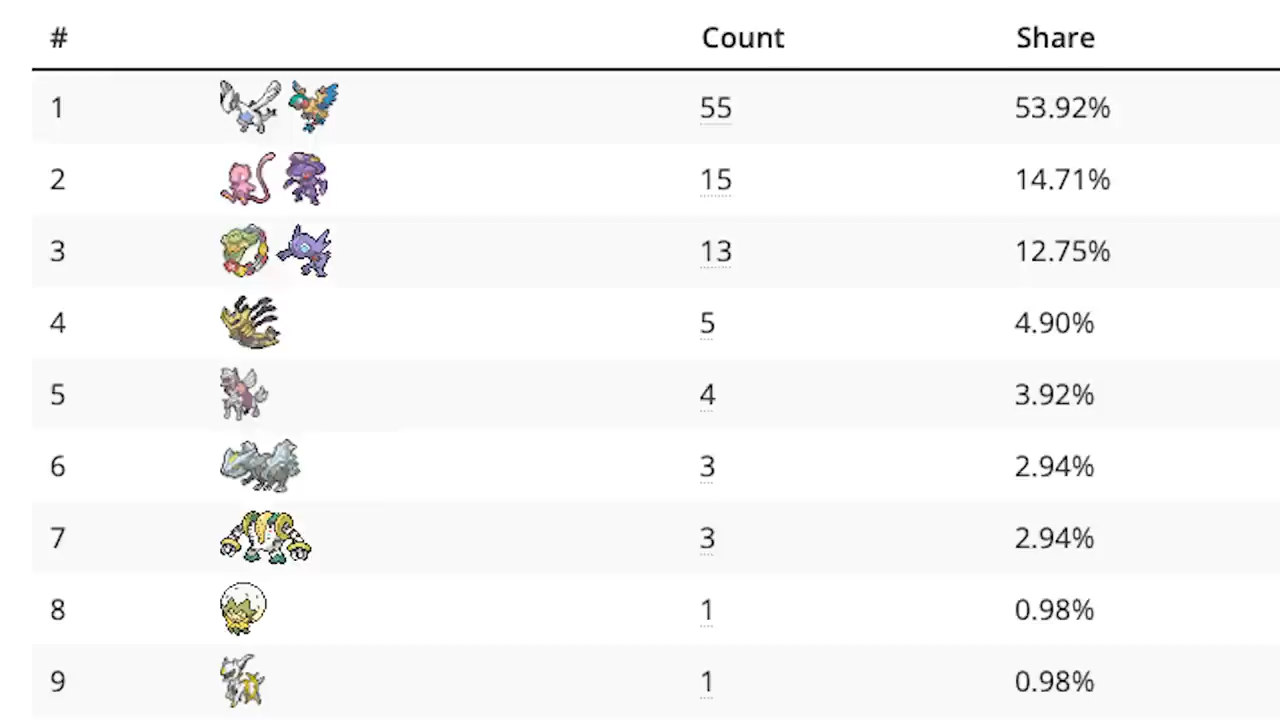 # Count Share
1 55 53.92%
2 15 14.71%
3 13 12.75%
4 5 4.90%
5 4 3.92%
6 3 2.94%
7 3 2.94%
8 1 0.98%
9 1 0.98%